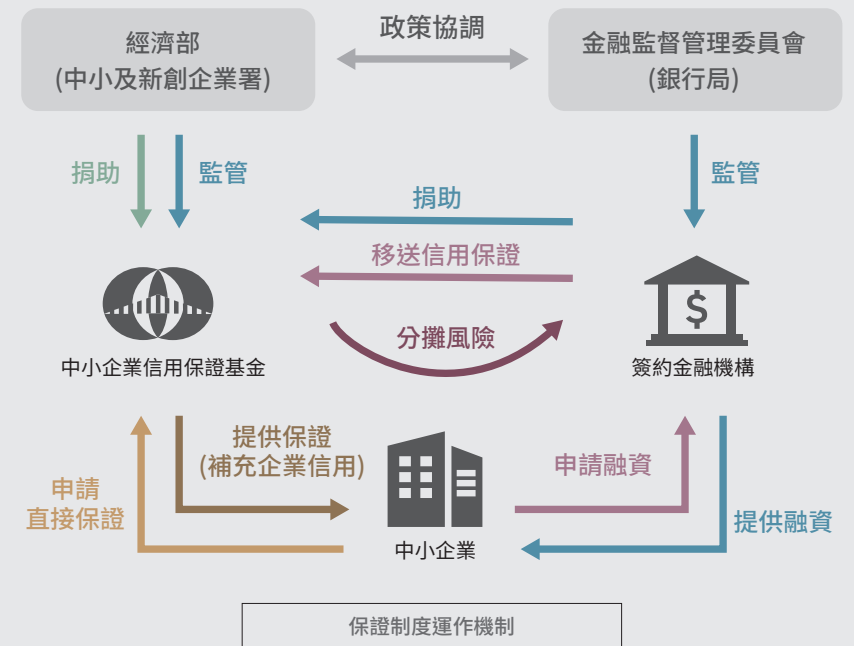 經濟部
(中小及新創企業署)
政策協調
金融監督管理委員會
(銀行局)
捐助
監管
捐助
監管
移送信用保證
分攤風險
$
中小企業信用保證基金
簽約金融機構
提供保證
(補充企業信用)
申請
直接保證
申請融資
提供融資
中小企業
保證制度運作機制